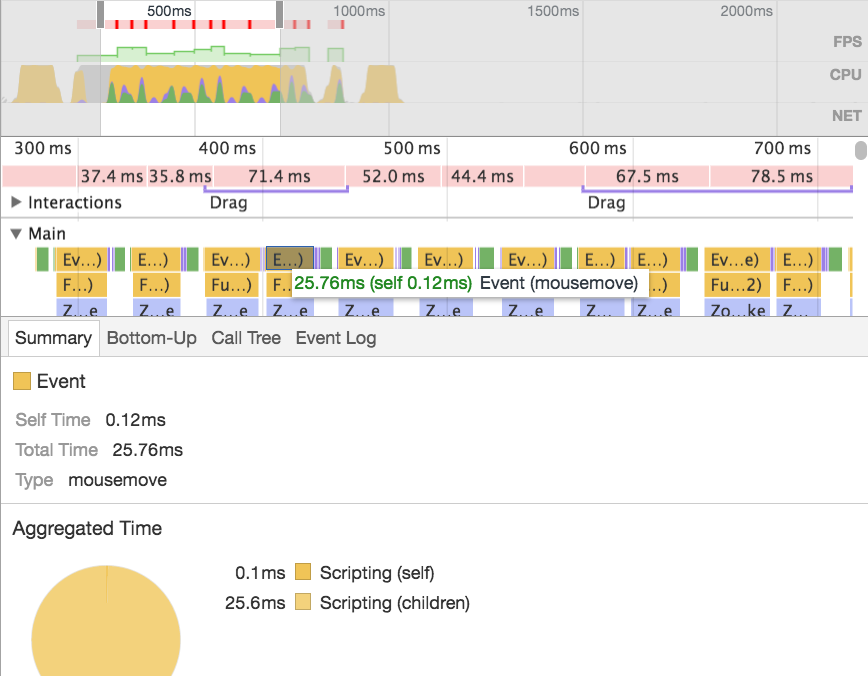 500ms 1000ms 1500ms 2000ms
FPS
CPU
NET
300 ms 400 ms 500 ms 600 ms 700 ms
37.4 ms 35.8 ms 71.4 ms 52.0 ms 44.4 ms 67.5 ms 78.5 ms
Interactions Drag Drag
Main
Ev...) E...) Ev...) E...) Ev...) Ev...) Ev...) E...) E...) Ev...e) E...)
F...) F...) Fu...) F... ...) Fu...2) F...)
25.76ms (self 0.12ms) Event (mousemove)
Z...e Z...e Z...e Z...e Z...e Z...e Z...e Z... Z...e Zo...ke Z...
Summary Bottom-Up Call Tree Event Log
Event
Self Time 0.12ms
Total Time 25.76ms
Type mousemove
Aggregated Time
0.1ms Scripting (self)
25.6ms Scripting (children)